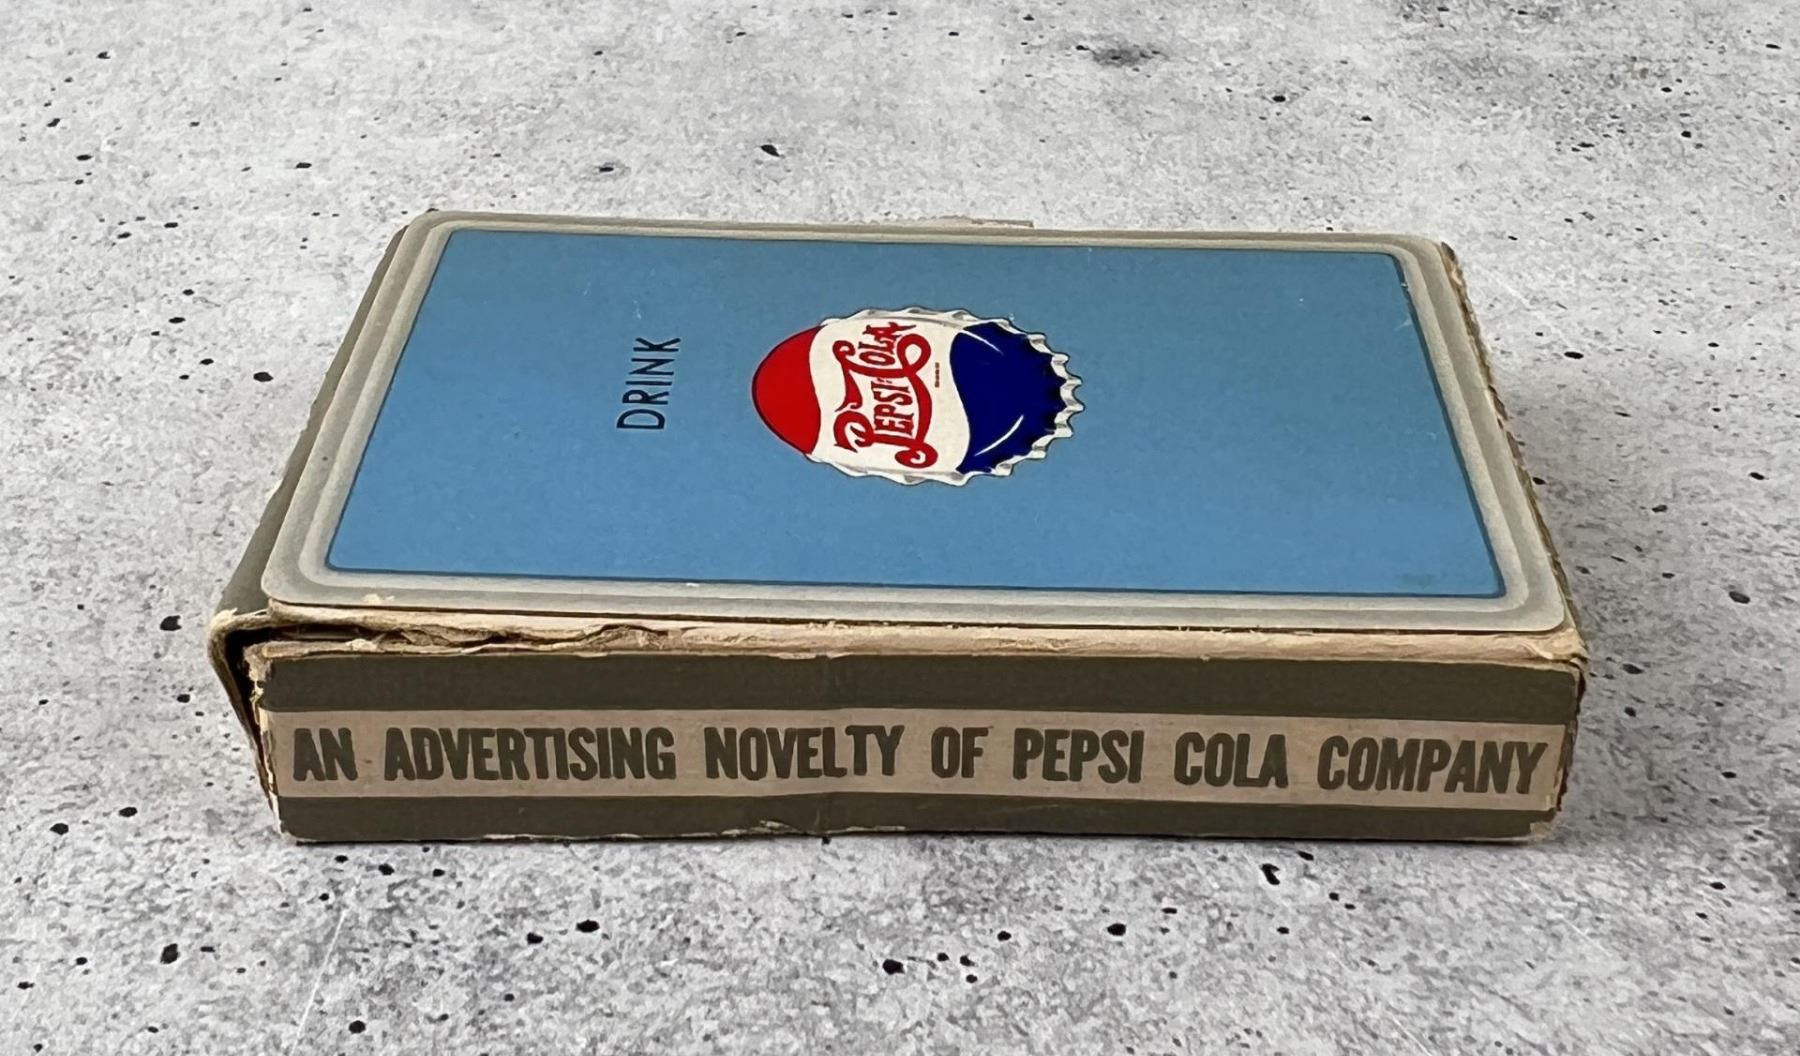 DRINK
PEPSI-COLA
AN ADVERTISING NOVELTY OF PEPSI COLA COMPANY